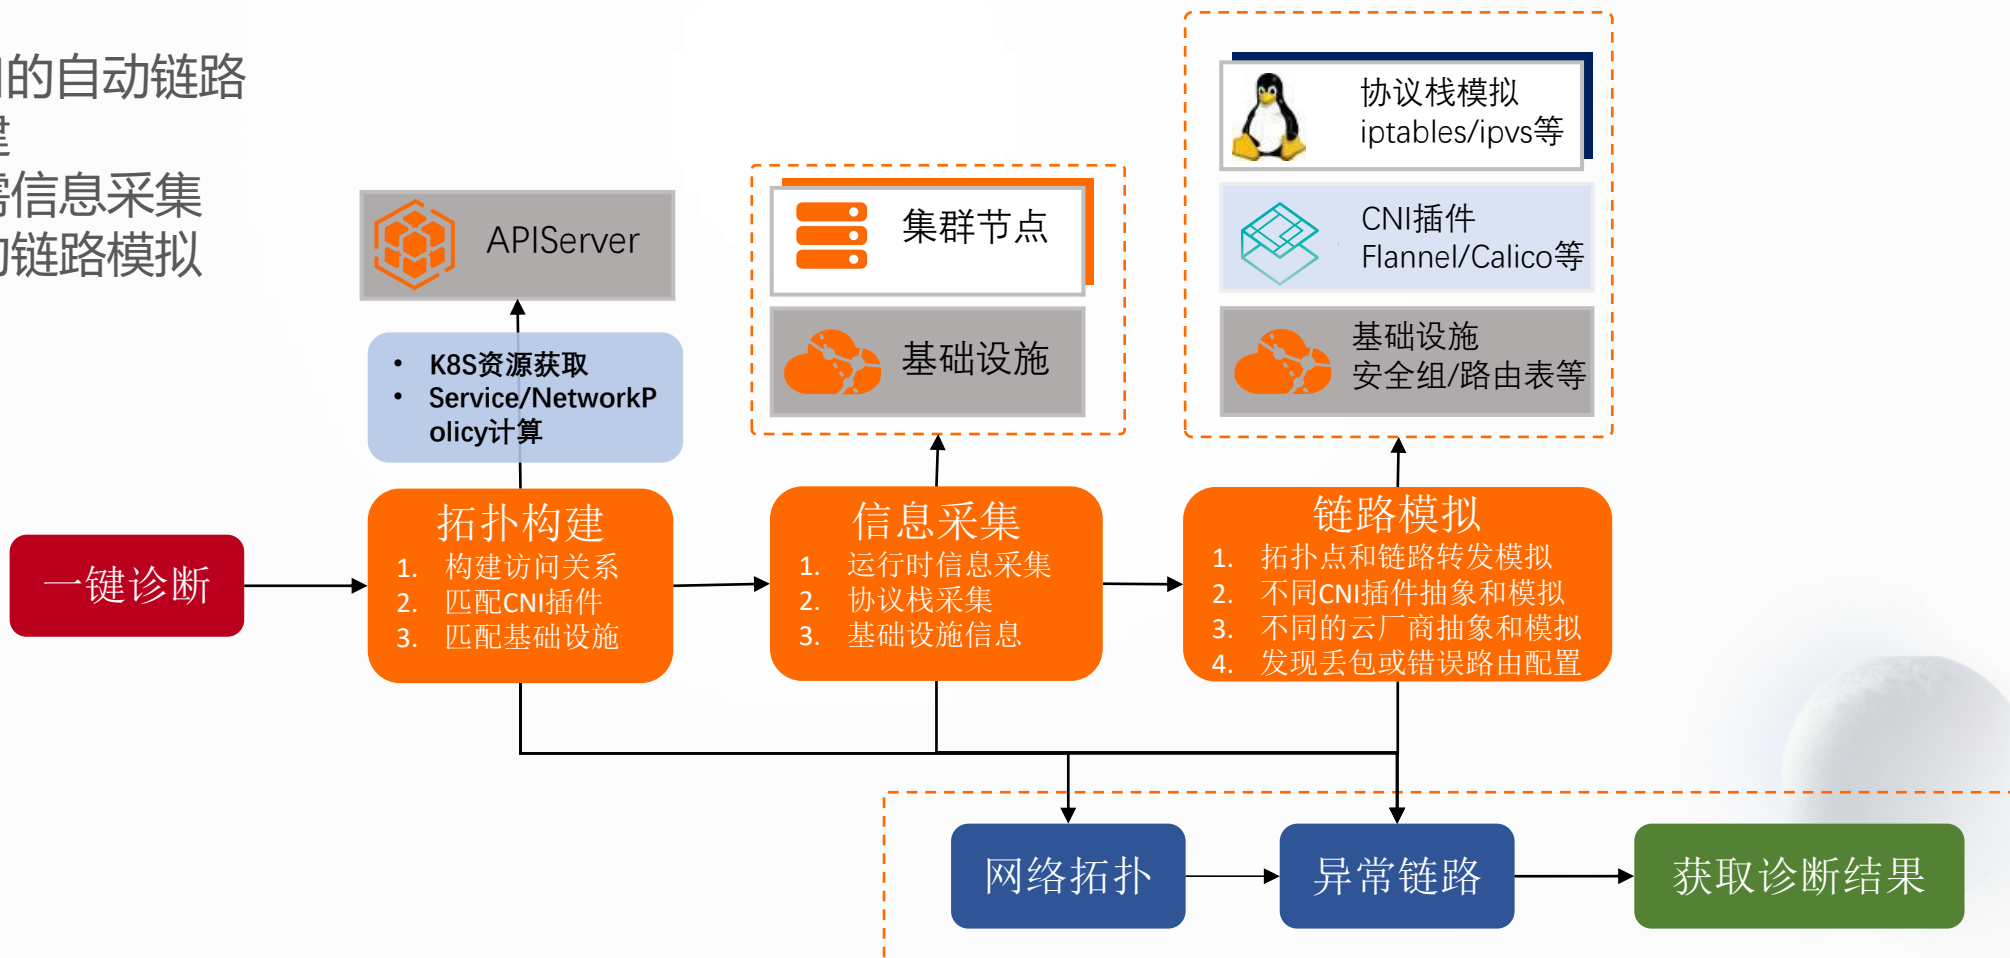 的自动链路
信息采集
链路模拟
APIServer
• K8S资源获取
• Service/NetworkP
olicy计算
集群节点
基础设施
协议栈模拟
iptables/ipvs等
CNI插件
Flannel/Calico等
基础设施
安全组/路由表等
一键诊断
拓扑构建
1. 构建访问关系
2. 匹配CNI插件
3. 匹配基础设施
信息采集
1. 运行时信息采集
2. 协议栈采集
3. 基础设施信息
链路模拟
1. 拓扑点和链路转发模拟
2. 不同CNI插件抽象和模拟
3. 不同的云厂商抽象和模拟
4. 发现丢包或错误路由配置
网络拓扑
异常链路
获取诊断结果